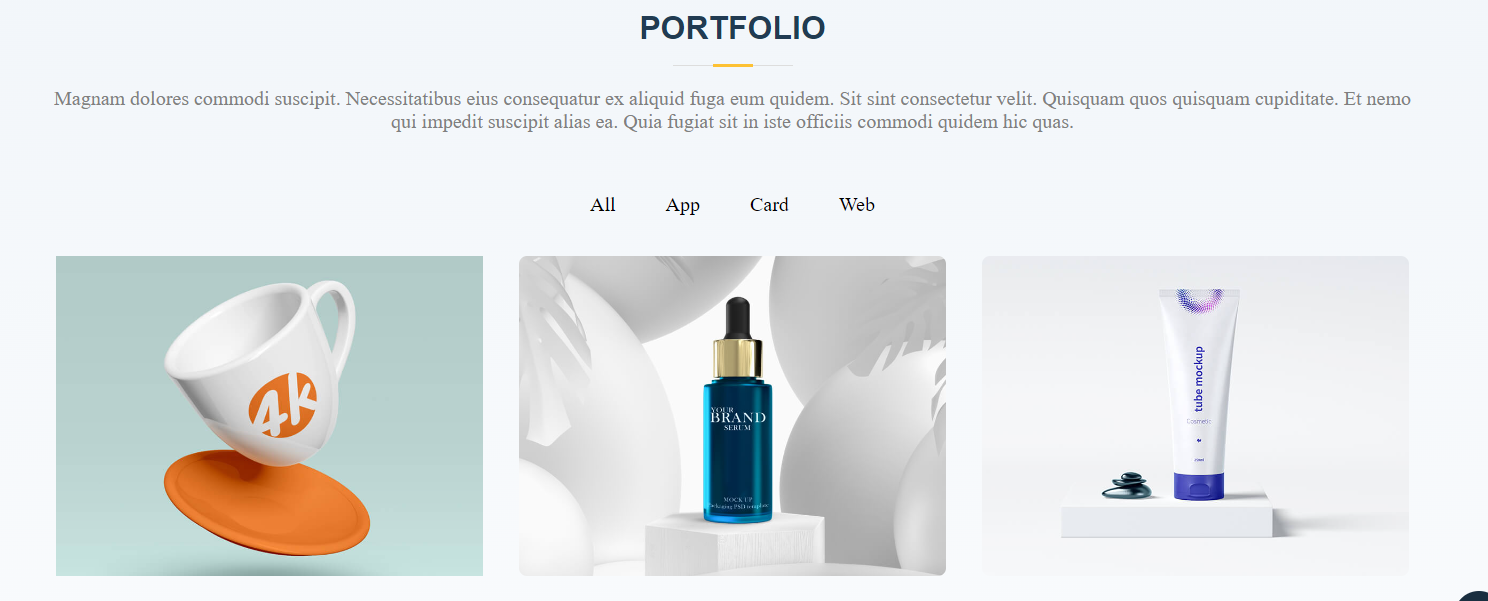 PORTFOLIO
Magnam dolores commodi suscipit. Necessitatibus eius consequatur ex aliquid fuga eum quidem. Sit sint consectetur velit. Quisquam quos quisquam cupiditate. Et nemo
qui impedit suscipit alias ea. Quia fugiat sit in iste officiis commodi quidem hic quas.
All App Card Web
4k
YOUR
BRAND
SERUM
MOCK UP
PSD template
tube mockup
Cosmetic